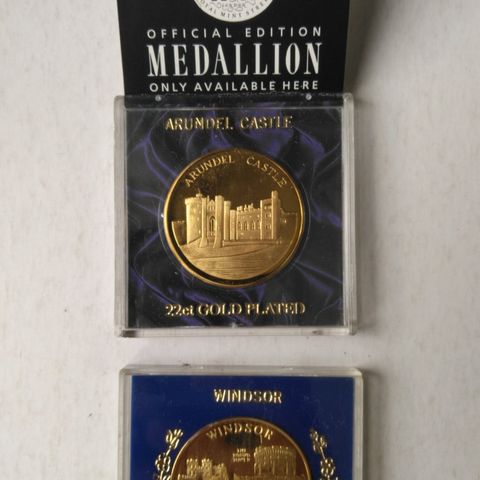 OFFICIAL EDITION
MEDALLION
ONLY AVAILABLE HERE
ARUNDEL CASTLE
ARUNDEL CASTLE
22ct GOLD PLATED
WINDSOR
WINDSOR